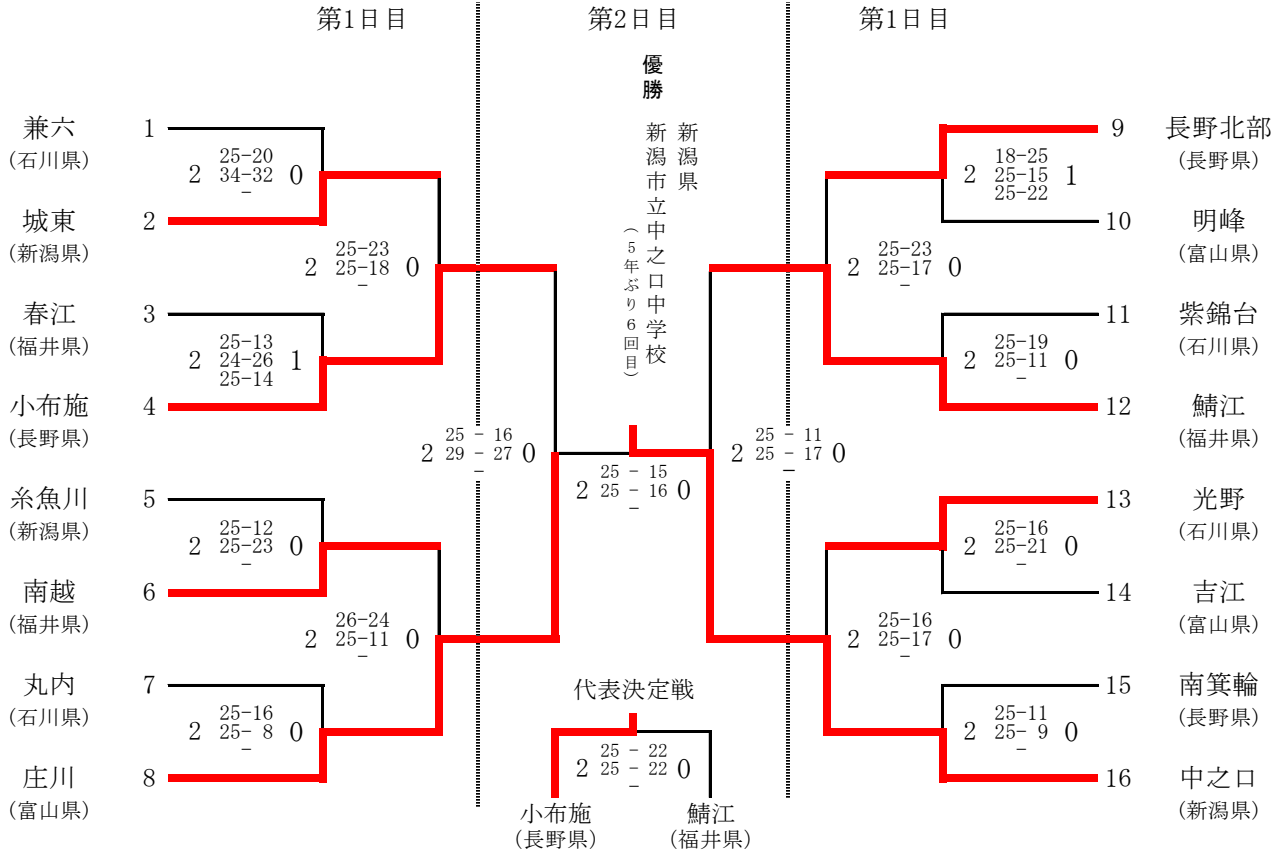 第1日目
第2日目
第1日目
優勝
新潟県
新潟市立中之口中学校
(5年ぶり6回目)
兼六 1
(石川県)
25-20
2 34-32 0
-
城東 2
(新潟県)
25-23
2 25-18 0
-
春江 3
(福井県)
25-13
2 24-26 1
25-14
小布施 4
(長野県)
25 - 16
2 29 - 27 0
-
糸魚川 5
(新潟県)
25-12
2 25-23 0
-
南越 6
(福井県)
26-24
2 25-11 0
-
丸内 7
(石川県)
25-16
2 25- 8 0
-
庄川 8
(富山県)
25 - 15
2 25 - 16 0
-
代表決定戦
25 - 22
2 25 - 22 0
-
小布施
(長野県)
鯖江
(福井県)
9 長野北部
(長野県)
18-25
2 25-15 1
25-22
10 明峰
(富山県)
25-23
2 25-17 0
-
11 紫錦台
(石川県)
25-19
2 25-11 0
-
12 鯖江
(福井県)
25 - 11
2 25 - 17 0
-
13 光野
(石川県)
25-16
2 25-21 0
-
14 吉江
(富山県)
25-16
2 25-17 0
-
15 南箕輪
(長野県)
25-11
2 25- 9 0
-
16 中之口
(新潟県)